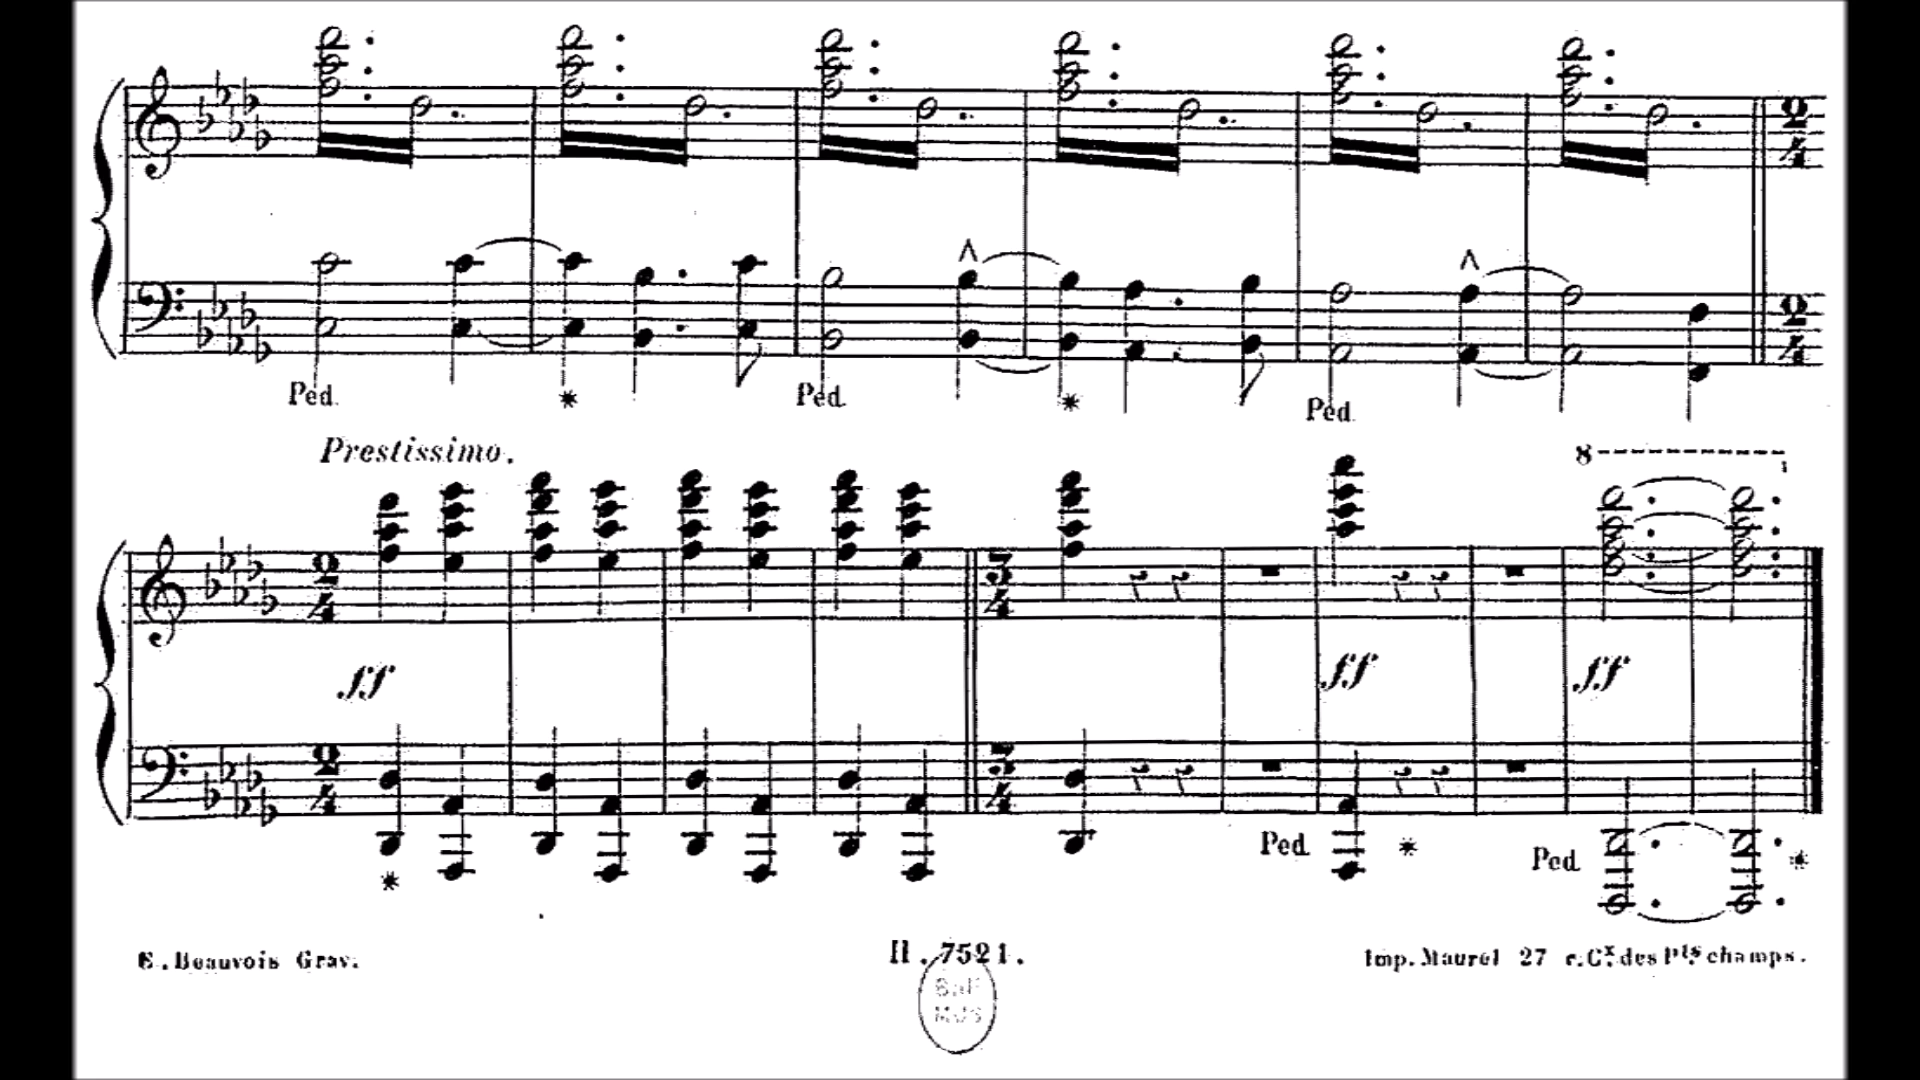 Ped. * Ped. * Ped.
Prestissimo.
8
ff ff ff
* Ped. * Ped. *
E. Beauvois Grav. H. 7521. Imp. Maurel 27 r. Cx. des Pts champs.